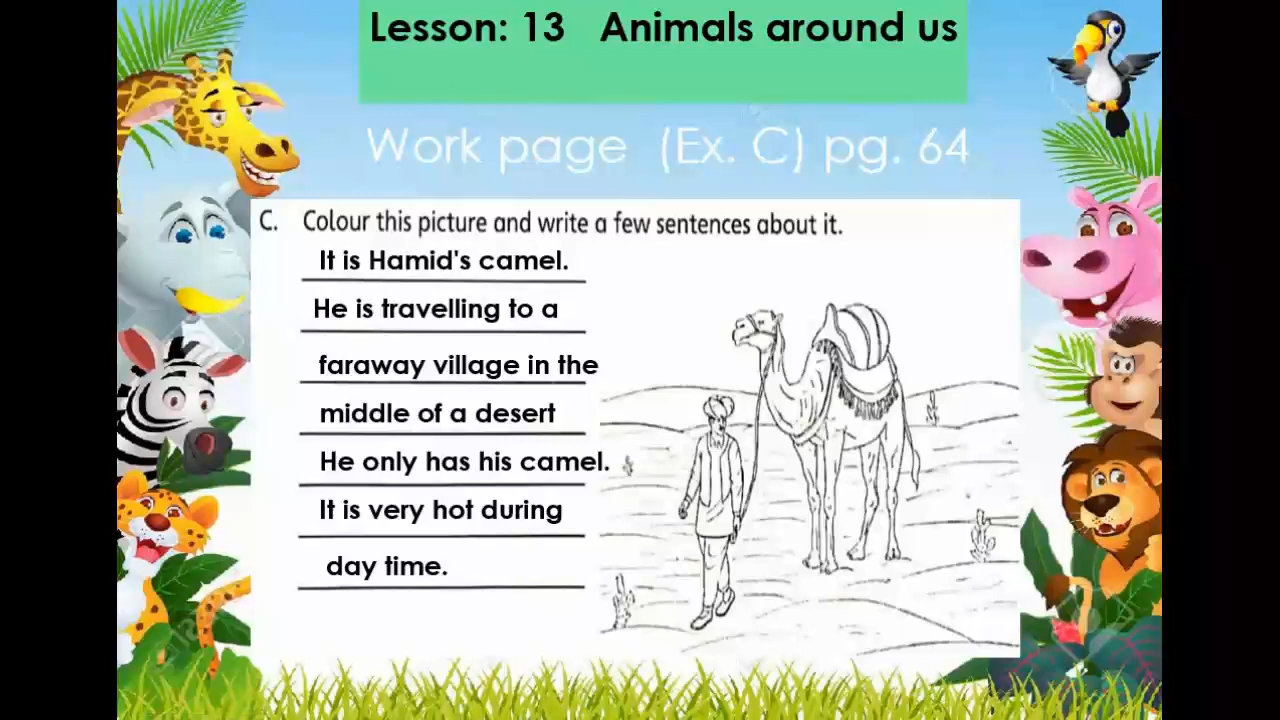 Lesson: 13 Animals around us
Work page (Ex. C) pg. 64
C. Colour this picture and write a few sentences about it.
It is Hamid's camel.
He is travelling to a
faraway village in the
middle of a desert
He only has his camel.
It is very hot during
day time.